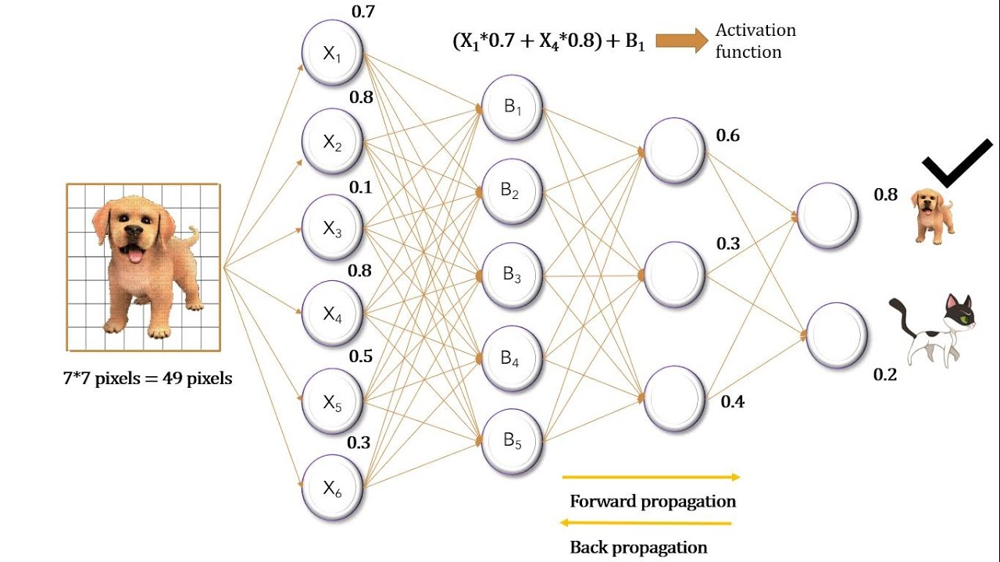 0.7
(X₁*0.7 + X₄*0.8) + B₁
Activation
function
X₁
0.8
B₁
X₂
0.6
0.1
B₂
0.8
X₃
0.3
0.8
B₃
X₄
0.5
B₄
0.2
7*7 pixels = 49 pixels
X₅
0.4
0.3
B₅
X₆
Forward propagation
Back propagation